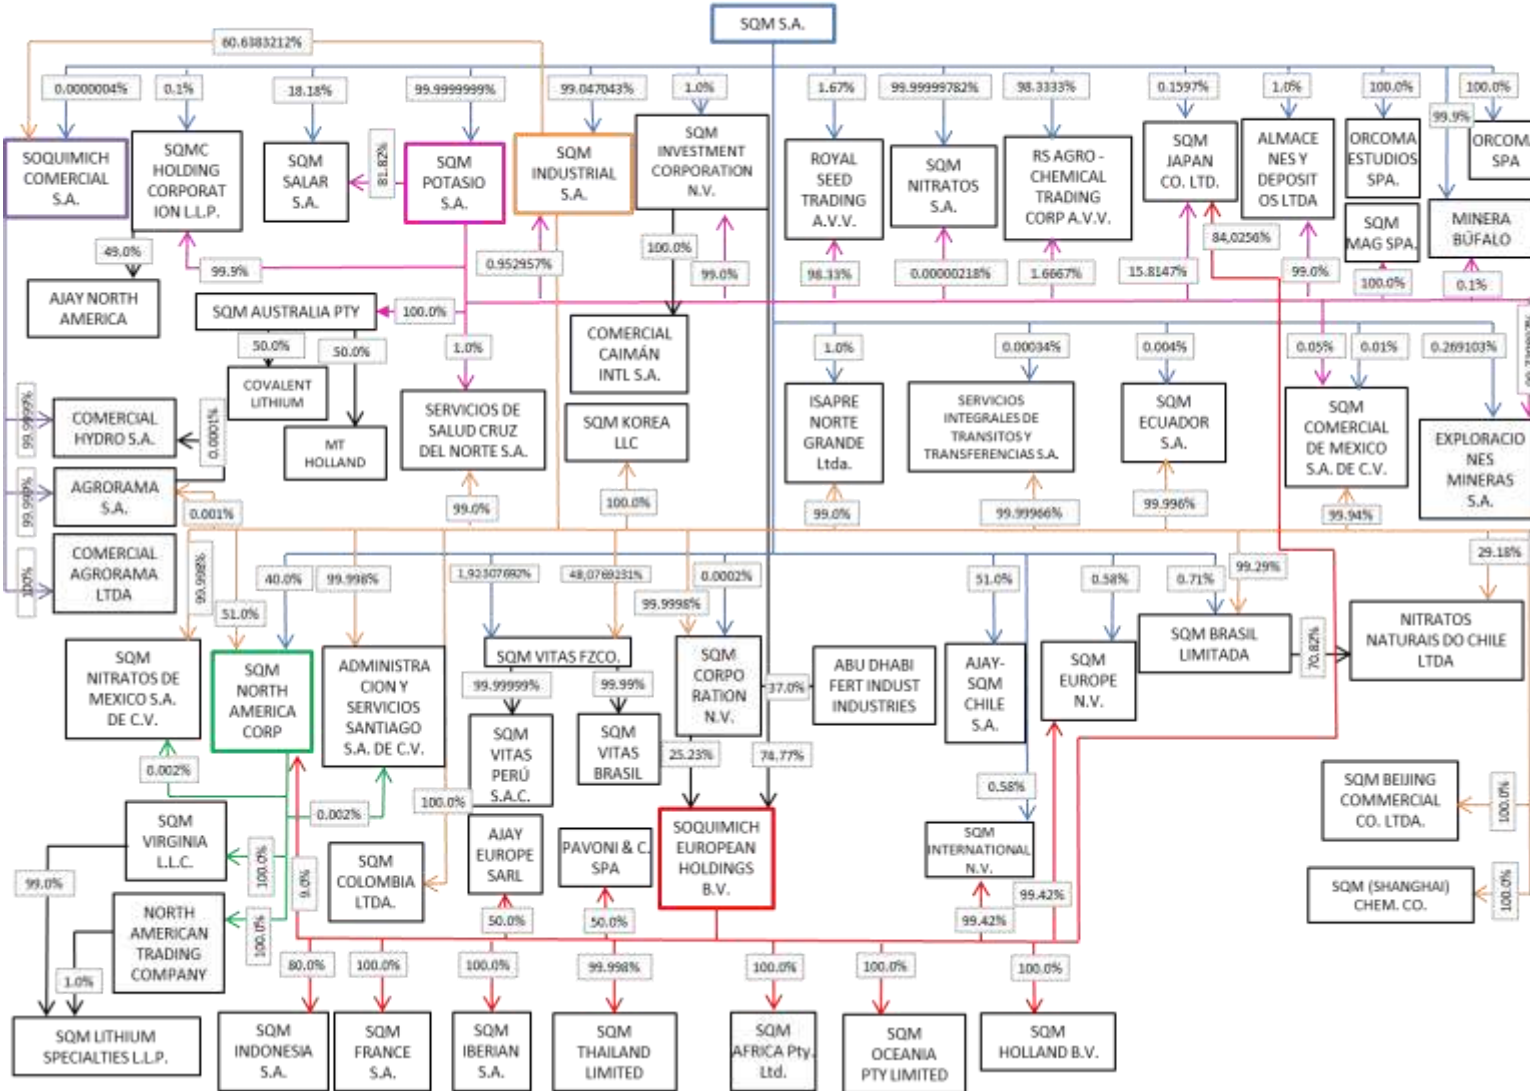 SQM S.A.
60.6383212%
0.0000004%
0.1%
18.18%
99.9999999%
99.047043%
1.0%
1.67%
99.99999782%
98.3333%
0.1597%
1.0%
100.0%
100.0%
99.9%
SOQUIMICH
COMERCIAL
S.A.
SQMC
HOLDING
CORPORAT
ION L.L.P.
SQM
SALAR
S.A.
81.82%
SQM
POTASIO
S.A.
SQM
INDUSTRIAL
S.A.
SQM
INVESTMENT
CORPORATION
N.V.
ROYAL
SEED
TRADING
A.V.V.
SQM
NITRATOS
S.A.
RS AGRO -
CHEMICAL
TRADING
CORP A.V.V.
SQM
JAPAN
CO. LTD.
ALMACE
NES Y
DEPOSIT
OS LTDA
ORCOMA
ESTUDIOS
SPA.
ORCOMA
SPA
SQM
MAG SPA.
MINERA
BÚFALO
49.0%
99.9%
0.952957%
100.0%
99.0%
98.33%
0.00000218%
1.6667%
15.8147%
84,0256%
99.0%
100.0%
0.1%
AJAY NORTH
AMERICA
SQM AUSTRALIA PTY
100.0%
50.0%
50.0%
1.0%
COMERCIAL
CAIMÁN
INTL S.A.
1.0%
0.00034%
0.004%
0.05%
0.01%
0.269103%
COVALENT
LITHIUM
MT
HOLLAND
SERVICIOS DE
SALUD CRUZ
DEL NORTE S.A.
SQM KOREA
LLC
ISAPRE
NORTE
GRANDE
Ltda.
SERVICIOS
INTEGRALES DE
TRANSITOS Y
TRANSFERENCIAS S.A.
SQM
ECUADOR
S.A.
SQM
COMERCIAL
DE MEXICO
S.A. DE C.V.
EXPLORACIO
NES
MINERAS
S.A.
99.9999%
COMERCIAL
HYDRO S.A.
0.0001%
99.999%
AGRORAMA
S.A.
0.001%
100%
COMERCIAL
AGRORAMA
LTDA
99.0%
100.0%
99.0%
99.99966%
99.996%
99.94%
99.998%
51.0%
40.0%
99.998%
1,92307692%
48,0769231%
99.9998%
0.0002%
51.0%
0.58%
0.71%
99.29%
29.18%
SQM
NITRATOS DE
MEXICO S.A.
DE C.V.
SQM
NORTH
AMERICA
CORP
ADMINISTRA
CION Y
SERVICIOS
SANTIAGO
S.A. DE C.V.
SQM VITAS FZCO.
99.99999%
99.99%
SQM
VITAS
PERÚ
S.A.C.
SQM
VITAS
BRASIL
SQM
CORPO
RATION
N.V.
37.0%
ABU DHABI
FERT INDUST
INDUSTRIES
AJAY-
SQM
CHILE
S.A.
SQM
EUROPE
N.V.
SQM BRASIL
LIMITADA
70.82%
NITRATOS
NATURAIS DO CHILE
LTDA
0.002%
0.002%
100.0%
25.23%
74.77%
0.58%
SQM
VIRGINIA
L.L.C.
100.0%
9.0%
SQM
COLOMBIA
LTDA.
AJAY
EUROPE
SARL
PAVONI & C.
SPA
SOQUIMICH
EUROPEAN
HOLDINGS
B.V.
SQM
INTERNATIONAL
N.V.
99.42%
SQM BEIJING
COMMERCIAL
CO. LTDA.
100.0%
99.0%
NORTH
AMERICAN
TRADING
COMPANY
100.0%
50.0%
50.0%
99.42%
SQM (SHANGHAI)
CHEM. CO.
100.0%
1.0%
80.0%
100.0%
100.0%
99.998%
100.0%
100.0%
100.0%
SQM LITHIUM
SPECIALTIES L.L.P.
SQM
INDONESIA
S.A.
SQM
FRANCE
S.A.
SQM
IBERIAN
S.A.
SQM
THAILAND
LIMITED
SQM
AFRICA Pty.
Ltd.
SQM
OCEANIA
PTY LIMITED
SQM
HOLLAND B.V.